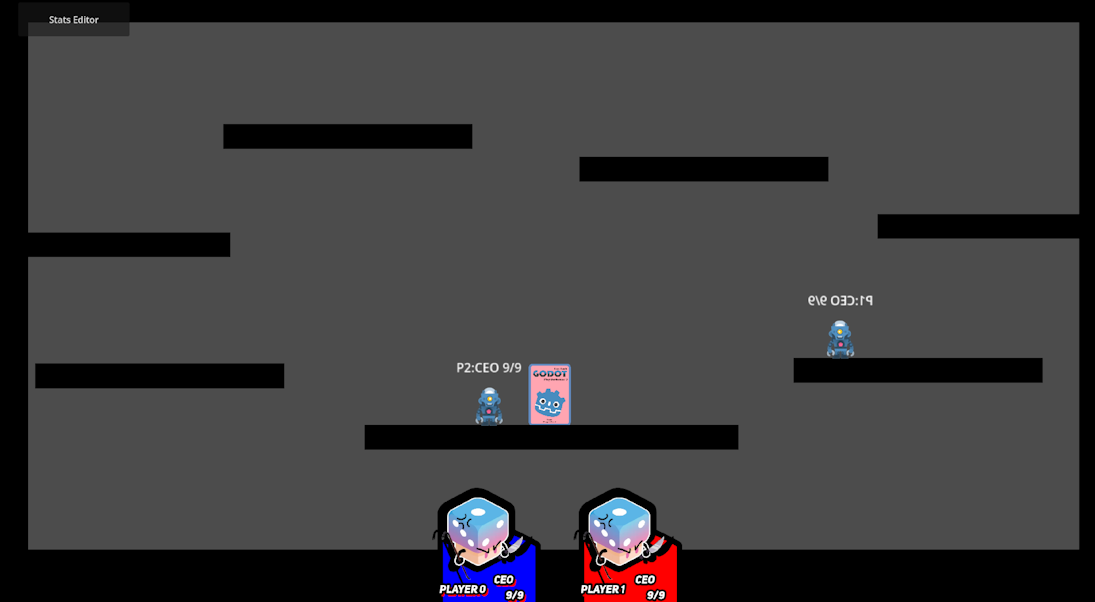 Stats Editor
P1:CEO 9/9
P2:CEO 9/9
GODOT
CEO
PLAYER 0
9/9
CEO
PLAYER 1
9/9